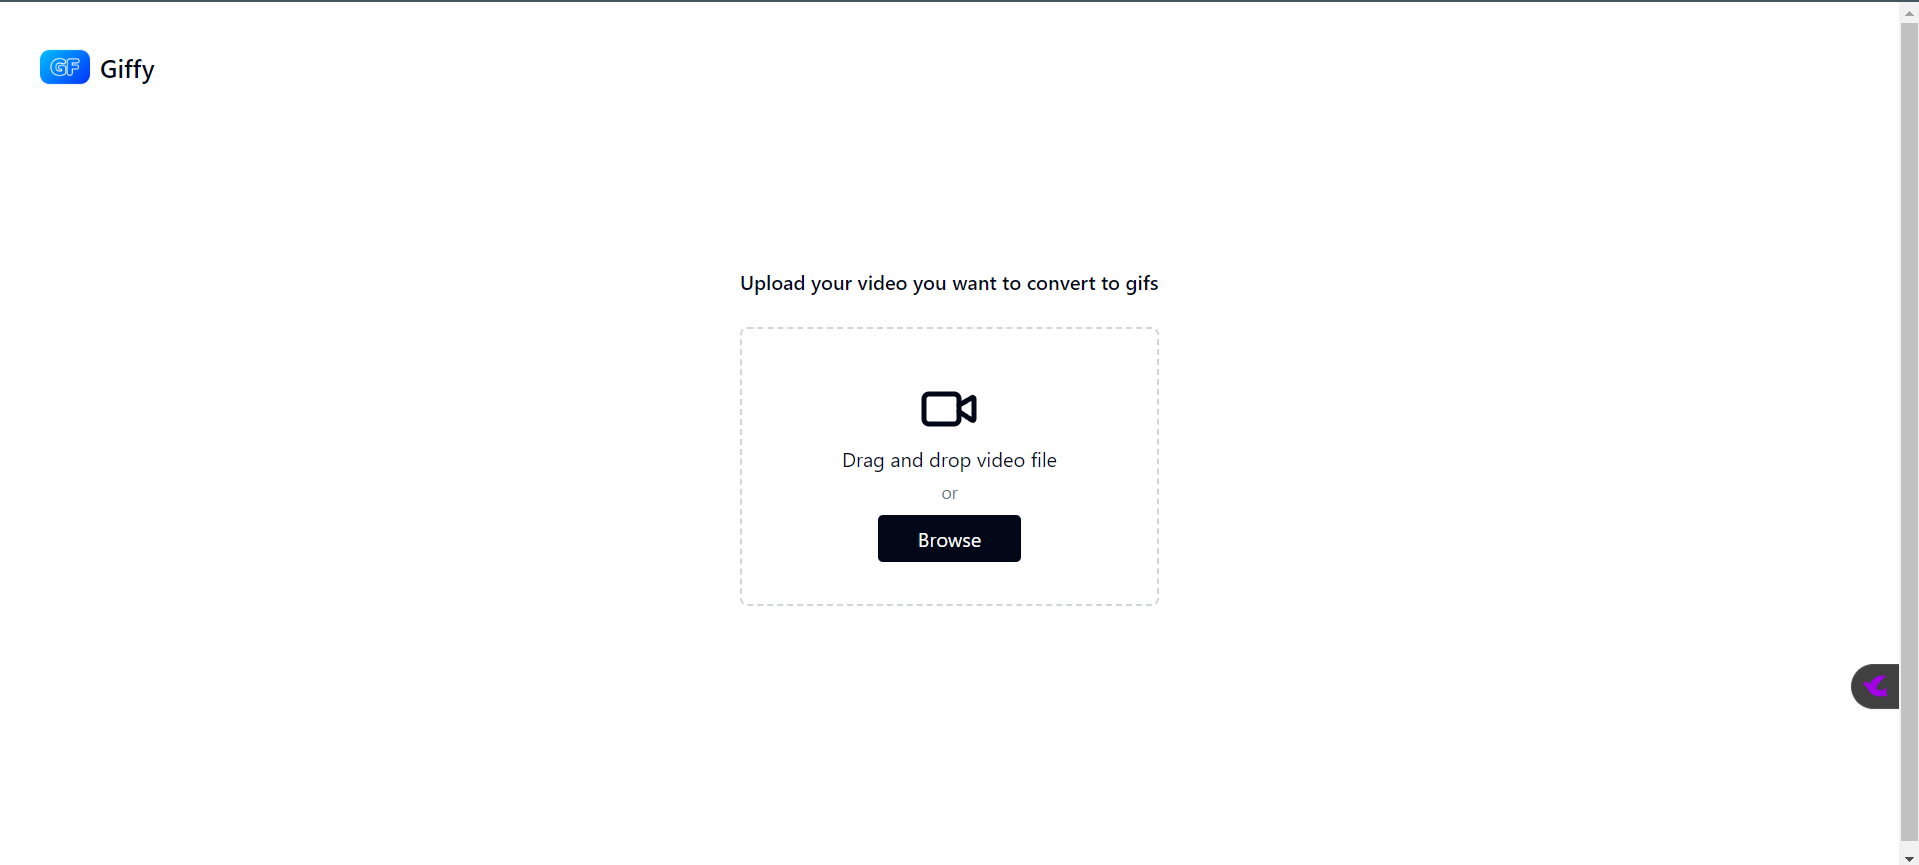 GF Giffy
Upload your video you want to convert to gifs
Drag and drop video file
or
Browse